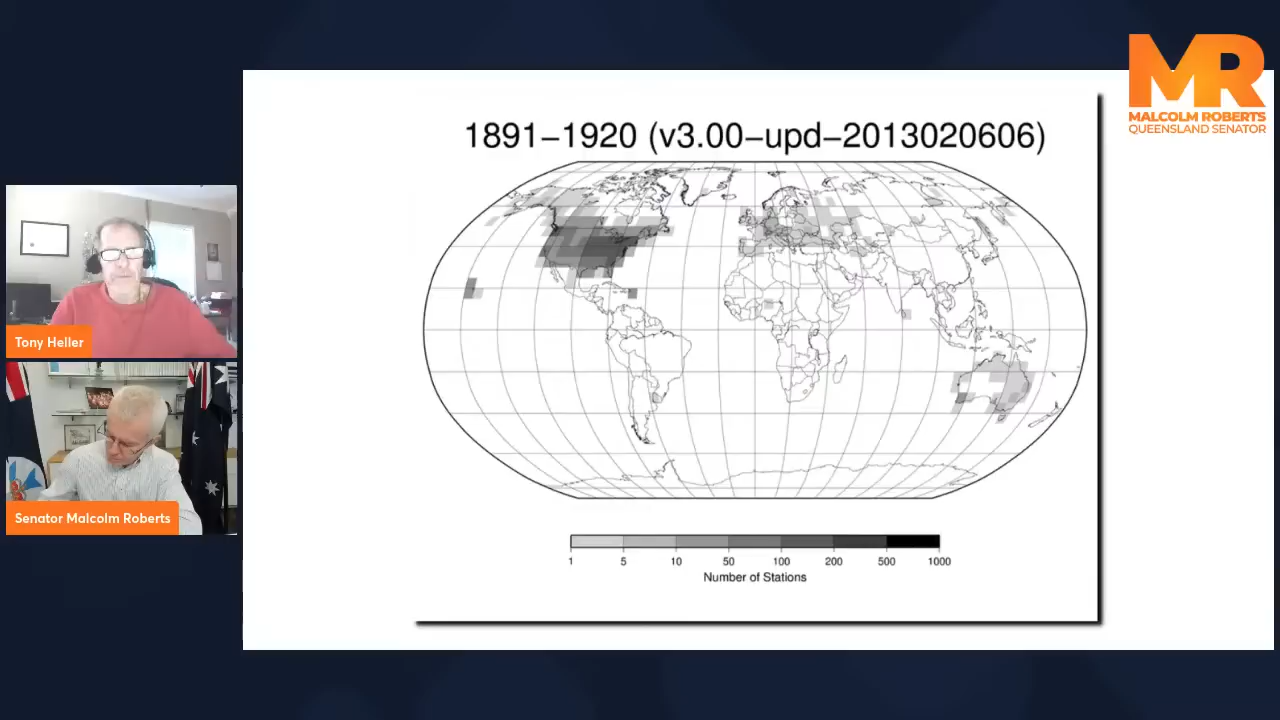 MR
MALCOLM ROBERTS
QUEENSLAND SENATOR
1891−1920 (v3.00−upd−2013020606)
Tony Heller
Senator Malcolm Roberts
1 5 10 50 100 200 500 1000
Number of Stations